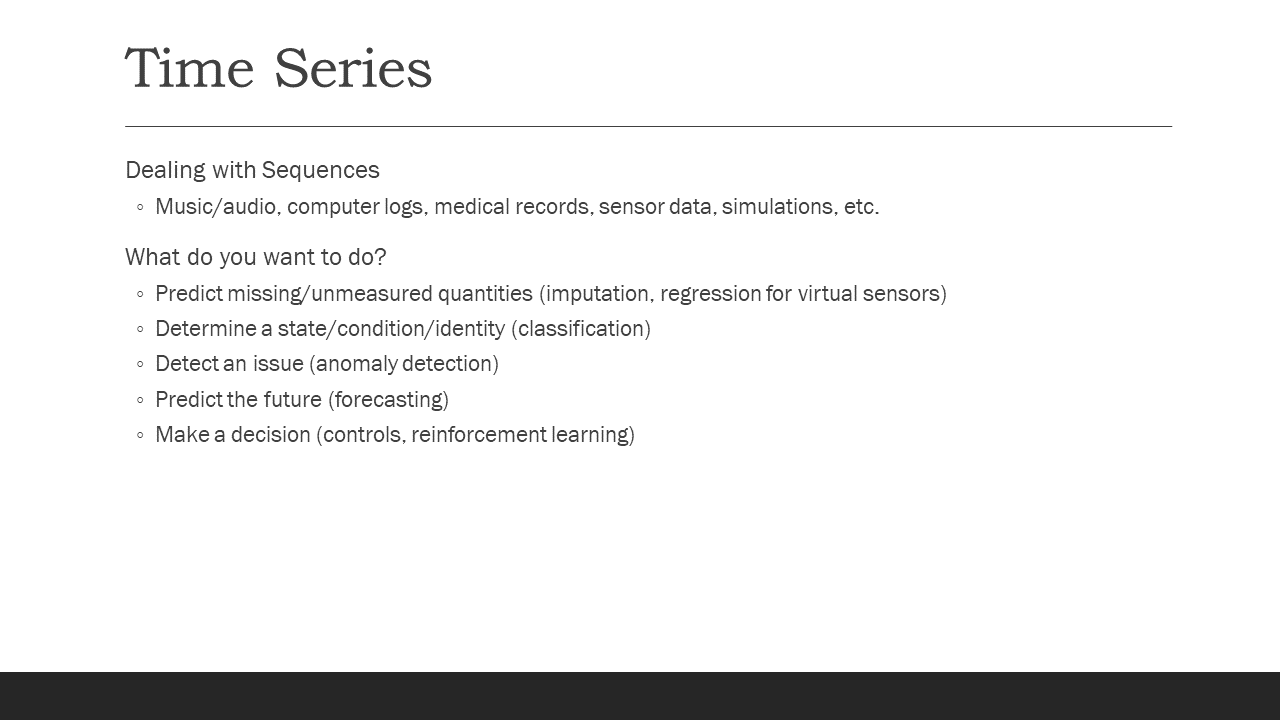 Time Series
Dealing with Sequences
◦ Music/audio, computer logs, medical records, sensor data, simulations, etc.
What do you want to do?
◦ Predict missing/unmeasured quantities (imputation, regression for virtual sensors)
◦ Determine a state/condition/identity (classification)
◦ Detect an issue (anomaly detection)
◦ Predict the future (forecasting)
◦ Make a decision (controls, reinforcement learning)